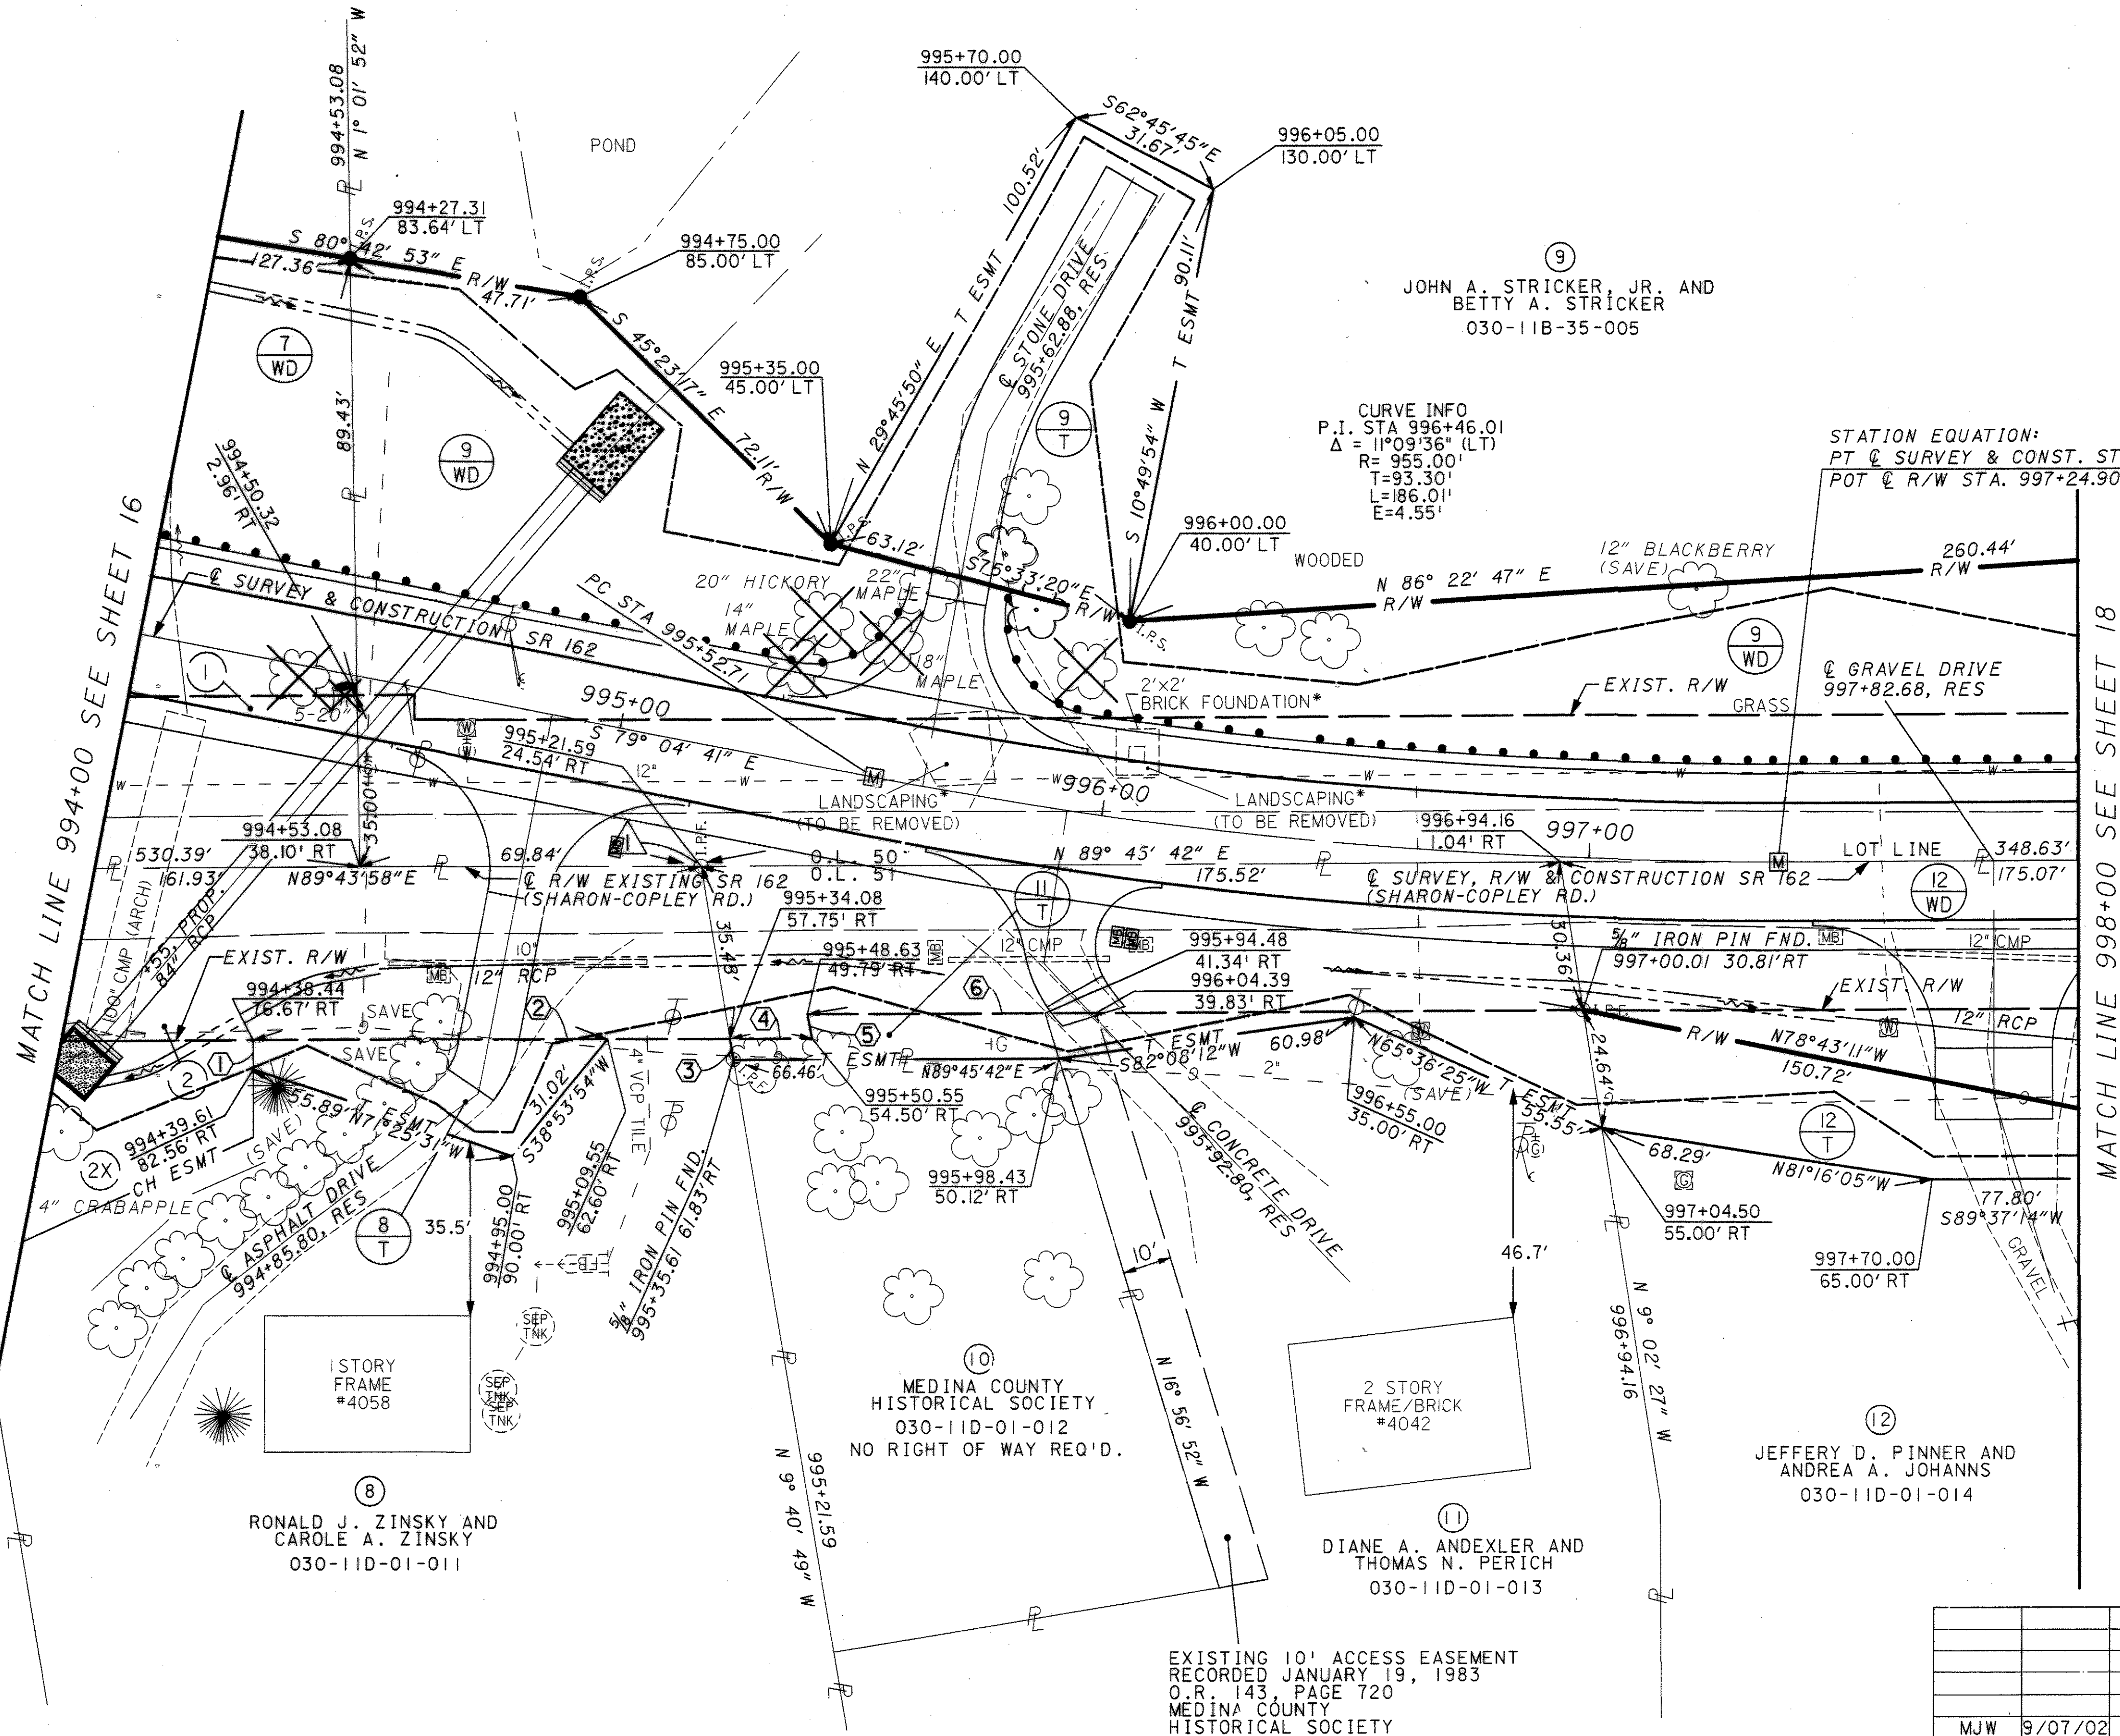 994+53.08
N 1° 01' 52" W
995+70.00
140.00' LT
S62°45'45"E
31.67'
996+05.00
130.00' LT
POND
100.52'
994+27.31
83.64' LT
I.P.S.
S 80° 42' 53" E
127.36'
R/W
47.71'
994+75.00
85.00' LT
I.P.S.
S 45°23'17" E
72.11'
R/W
995+35.00
45.00' LT
N 29°45'50" E T ESMT
℄ STONE DRIVE
995+62.88, RES.
S 10°49'54" W T ESMT 90.11'
9
T
9
JOHN A. STRICKER, JR. AND
BETTY A. STRICKER
030-11B-35-005
CURVE INFO
P.I. STA 996+46.01
Δ = 11°09'36" (LT)
R= 955.00'
T=93.30'
L=186.01'
E=4.55'
STATION EQUATION:
PT ℄ SURVEY & CONST. ST
POT ℄ R/W STA. 997+24.90
7
WD
89.43'
9
WD
994+50.32
2.96' RT
996+00.00
40.00' LT
WOODED
12" BLACKBERRY
(SAVE)
260.44'
R/W
63.12'
S75°33'20"E
R/W
I.P.S.
N 86° 22' 47" E
R/W
MATCH LINE 994+00 SEE SHEET 16
℄ SURVEY & CONSTRUCTION SR 162
PC STA 995+52.71
20" HICKORY
22"
MAPLE
14"
MAPLE
18"
MAPLE
9
WD
℄ GRAVEL DRIVE
997+82.68, RES
EXIST. R/W
GRASS
1
5-20"
995+00
S 79° 04' 41" E
995+21.59
24.54' RT
12"
2'x2'
BRICK FOUNDATION*
W
M
996+00
LANDSCAPING*
(TO BE REMOVED)
LANDSCAPING*
(TO BE REMOVED)
994+53.08
38.10' RT
35.00'
530.39'
161.93'
N89°43'58"E
69.84'
℄ R/W EXISTING SR 162
(SHARON-COPLEY RD.)
I.P.F.
O.L. 50
O.L. 51
N 89° 45' 42" E
175.52'
996+94.16
1.04' RT
997+00
M
LOT LINE
348.63'
175.07'
℄ SURVEY, R/W & CONSTRUCTION SR 162
(SHARON-COPLEY RD.)
12
WD
100" CMP (ARCH)
+55, PROP.
84" RCP
EXIST. R/W
10"
12" RCP
MB
995+34.08
57.75' RT
35.48'
995+48.63
49.79' RT
11
T
12" CMP
MB
995+94.48
41.34' RT
996+04.39
39.83' RT
30.36'
5/8" IRON PIN FND.
997+00.01 30.81'RT
MB
12" CMP
EXIST. R/W
12" RCP
994+38.44
76.67' RT
SAVE
SAVE
1
2
3
4
5
6
2
2X
T ESMT
66.46'
N89°45'42"E
HG
995+50.55
54.50' RT
T ESMT
S82°08'12"W
60.98'
2"
N65°36'25"W T ESMT
55.55'
(SAVE)
996+55.00
35.00' RT
I.P.F.
24.64'
R/W
N78°43'11"W
150.72'
994+39.61
82.56' RT
CH ESMT
(SAVE)
4" CRABAPPLE
55.89'
T ESMT
N71°25'31"W
31.02'
S38°53'54"W
℄ ASPHALT DRIVE
994+85.80, RES
8
T
35.5'
994+95.00
90.00' RT
995+09.55
62.60' RT
4" VCP TILE
5/8" IRON PIN FND.
995+35.61 61.83'RT
995+98.43
50.12' RT
℄ CONCRETE DRIVE
995+92.80, RES
10'
46.7'
12
T
68.29'
N81°16'05"W
G
997+04.50
55.00' RT
77.80'
S89°37'14"W
997+70.00
65.00' RT
GRAVEL
MATCH LINE 998+00 SEE SHEET 18
SEP
TNK
SEP
TNK
SEP
TNK
1 STORY
FRAME
#4058
10
MEDINA COUNTY
HISTORICAL SOCIETY
030-11D-01-012
NO RIGHT OF WAY REQ'D.
N 16° 56' 52" W
2 STORY
FRAME/BRICK
#4042
N 9° 02' 27" W
996+94.16
995+21.59
N 9° 40' 49" W
8
RONALD J. ZINSKY AND
CAROLE A. ZINSKY
030-11D-01-011
11
DIANE A. ANDEXLER AND
THOMAS N. PERICH
030-11D-01-013
12
JEFFERY D. PINNER AND
ANDREA A. JOHANNS
030-11D-01-014
EXISTING 10' ACCESS EASEMENT
RECORDED JANUARY 19, 1983
O.R. 143, PAGE 720
MEDINA COUNTY
HISTORICAL SOCIETY
MJW 9/07/02